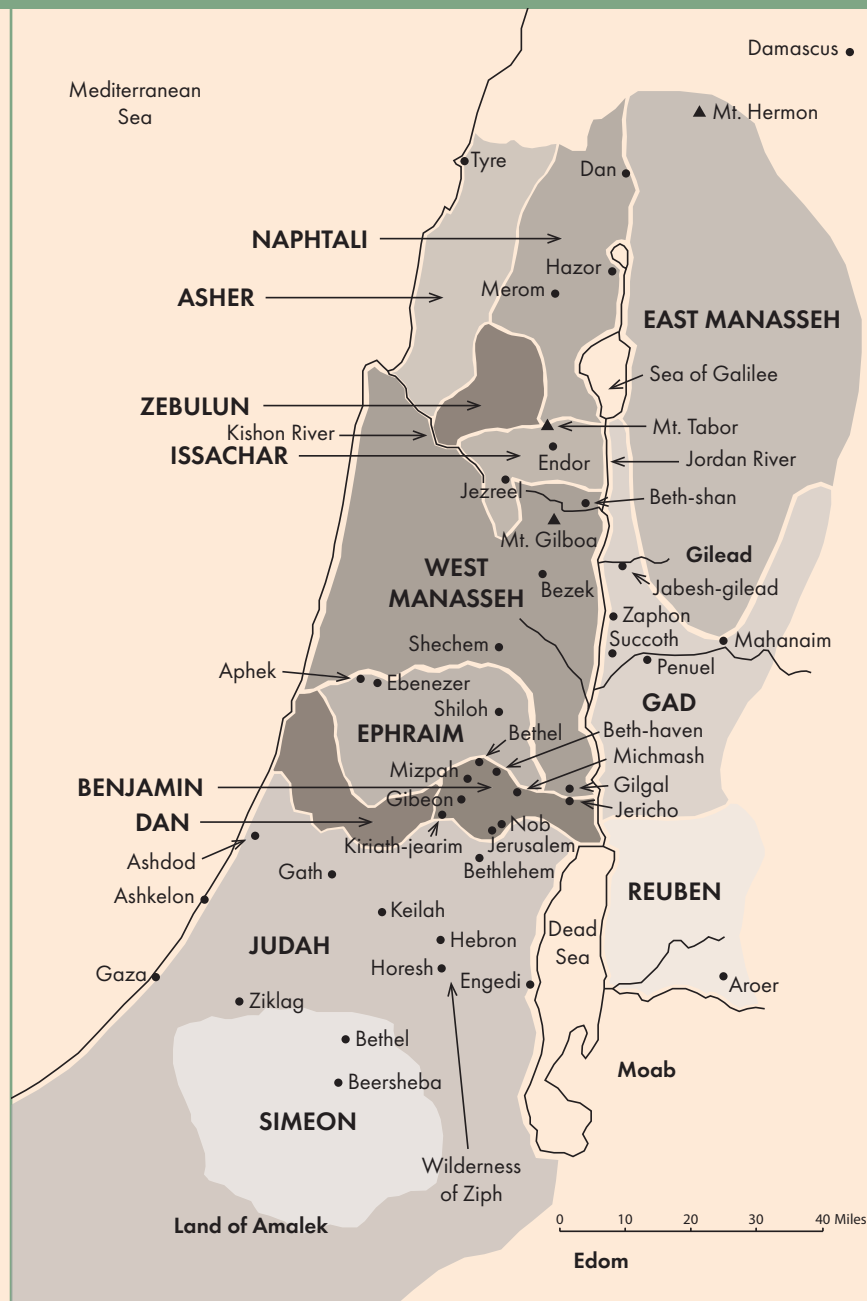 Damascus
Mediterranean
Sea
Mt. Hermon
Tyre
Dan
NAPHTALI
Hazor
Merom
ASHER
EAST MANASSEH
Sea of Galilee
ZEBULUN
Kishon River
Mt. Tabor
ISSACHAR
Endor
Jordan River
Jezreel
Beth-shan
Mt. Gilboa
Gilead
WEST
MANASSEH
Bezek
Jabesh-gilead
Zaphon
Succoth
Mahanaim
Shechem
Penuel
Aphek
Ebenezer
GAD
Shiloh
EPHRAIM
Bethel
Beth-haven
Michmash
Mizpah
BENJAMIN
Gilgal
Gibeon
Jericho
DAN
Nob
Kiriath-jearim
Jerusalem
Ashdod
Gath
Bethlehem
Ashkelon
REUBEN
Keilah
Dead
Sea
JUDAH
Hebron
Horesh
Gaza
Engedi
Aroer
Ziklag
Bethel
Moab
Beersheba
SIMEON
Wilderness
of Ziph
Land of Amalek
0 10 20 30 40 Miles
Edom